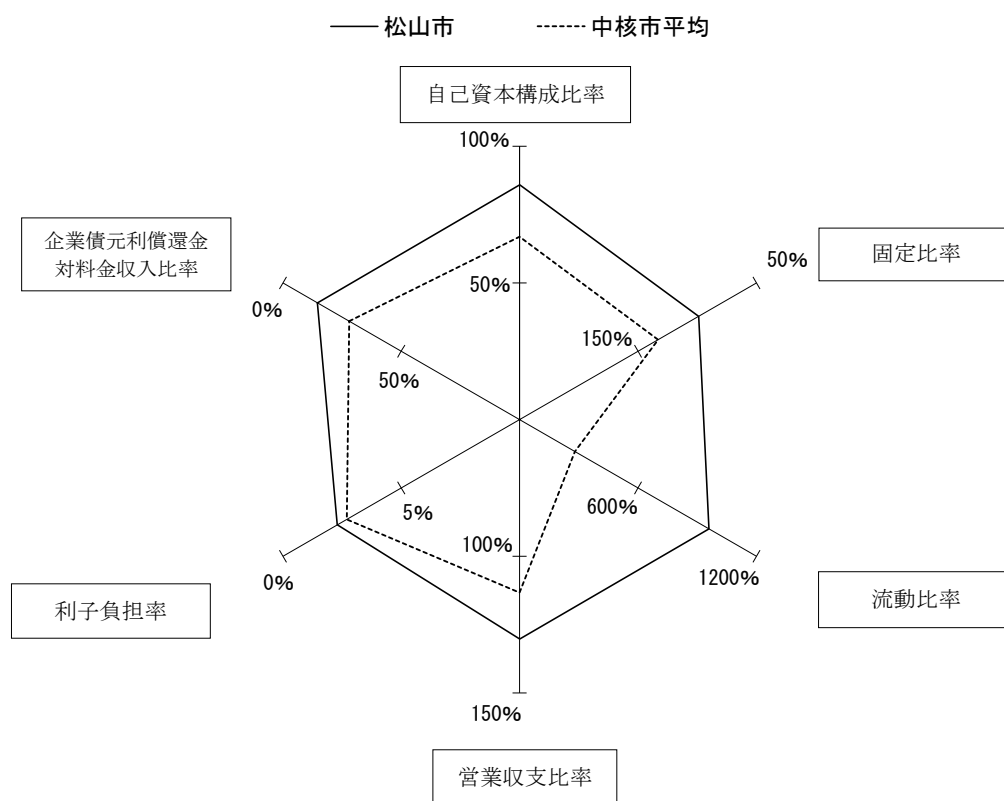 松山市
中核市平均
自己資本構成比率
100%
企業債元利償還金
対料金収入比率
固定比率
50%
0%
50%
150%
50%
5%
600%
100%
0%
1200%
利子負担率
流動比率
150%
営業収支比率